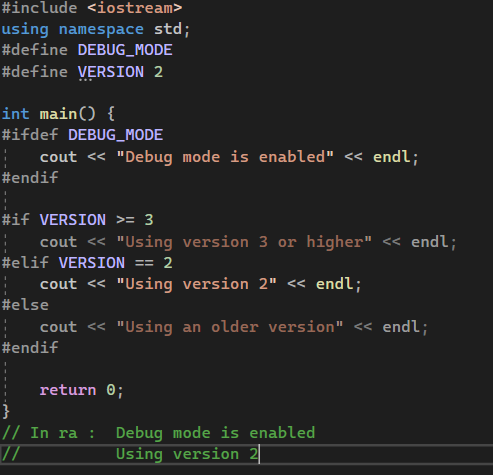 #include <iostream>
using namespace std;
#define DEBUG_MODE
#define VERSION 2
int main() {
#ifdef DEBUG_MODE
cout << "Debug mode is enabled" << endl;
#endif
#if VERSION >= 3
cout << "Using version 3 or higher" << endl;
#elif VERSION == 2
cout << "Using version 2" << endl;
#else
cout << "Using an older version" << endl;
#endif
return 0;
}
// In ra :  Debug mode is enabled
//          Using version 2